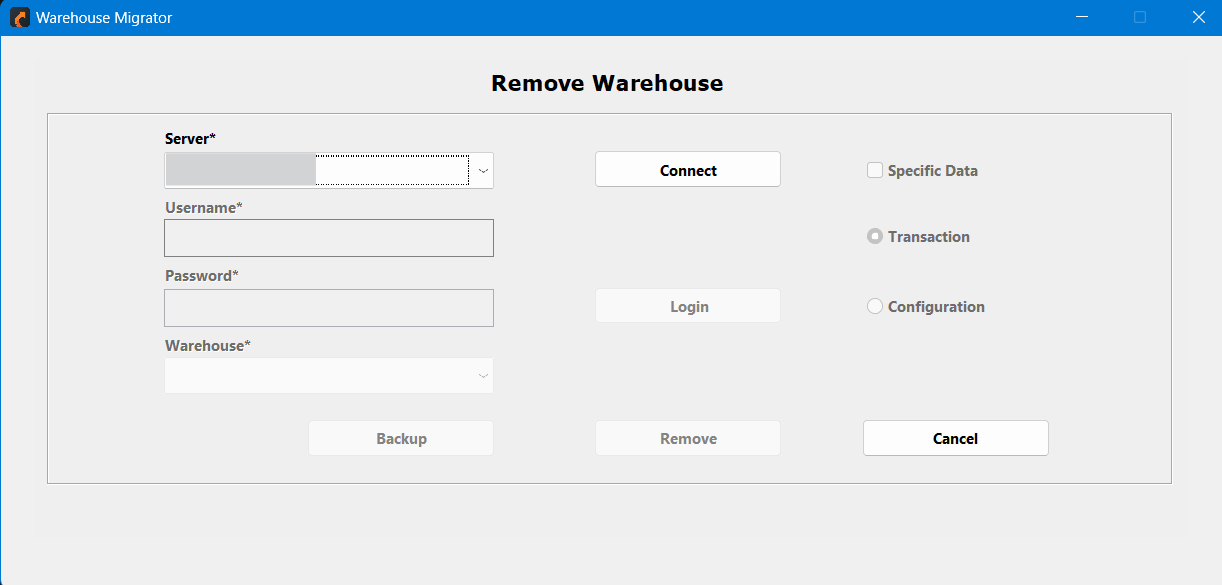 Warehouse Migrator
Remove Warehouse
Server*
Connect
Specific Data
Username*
Transaction
Password*
Login
Configuration
Warehouse*
Backup
Remove
Cancel